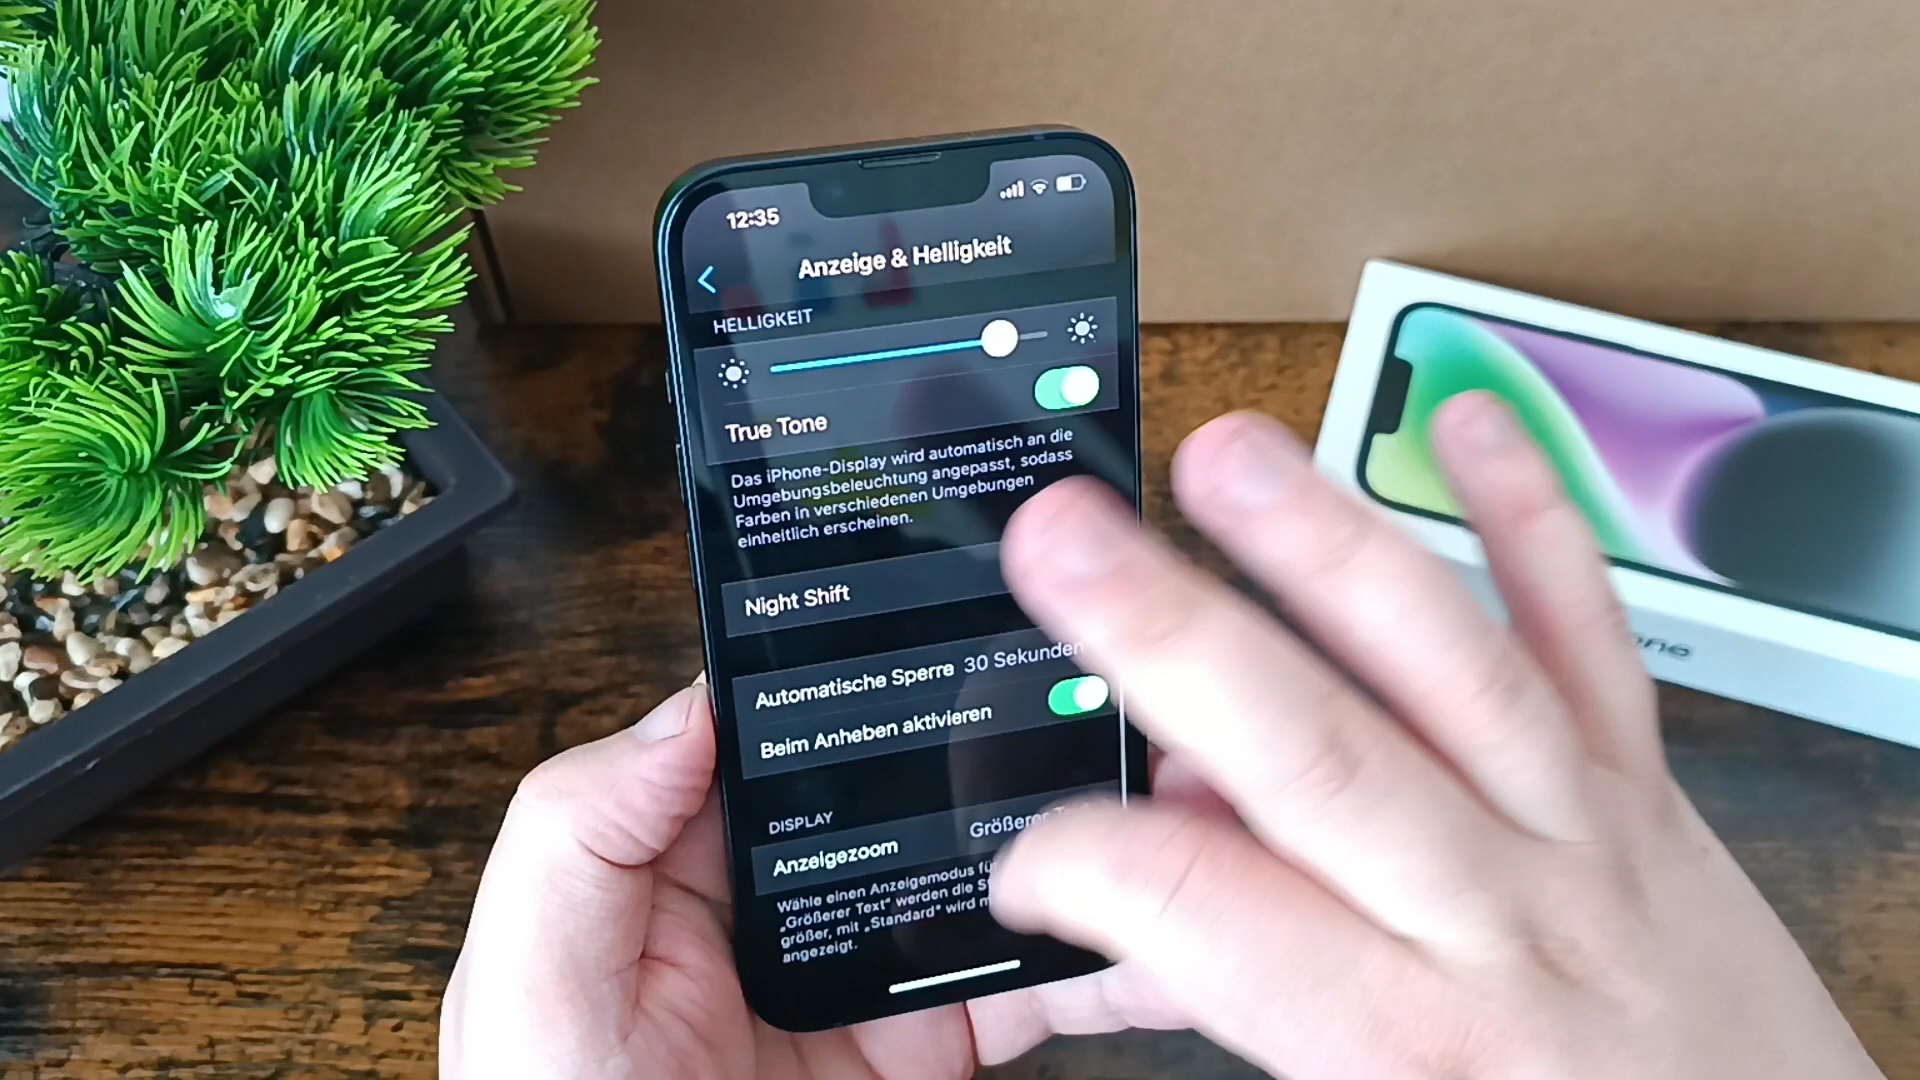 12:35
Anzeige & Helligkeit
HELLIGKEIT
True Tone
Das iPhone-Display wird automatisch an die
Umgebungsbeleuchtung angepasst, sodass
Farben in verschiedenen Umgebungen
einheitlich erscheinen.
Night Shift
Automatische Sperre 30 Sekunden
Beim Anheben aktivieren
DISPLAY
Anzeigezoom Größerer
Wähle einen Anzeigemodus
„Größerer Text“ werden die
größer, mit „Standard“ wird
angezeigt.